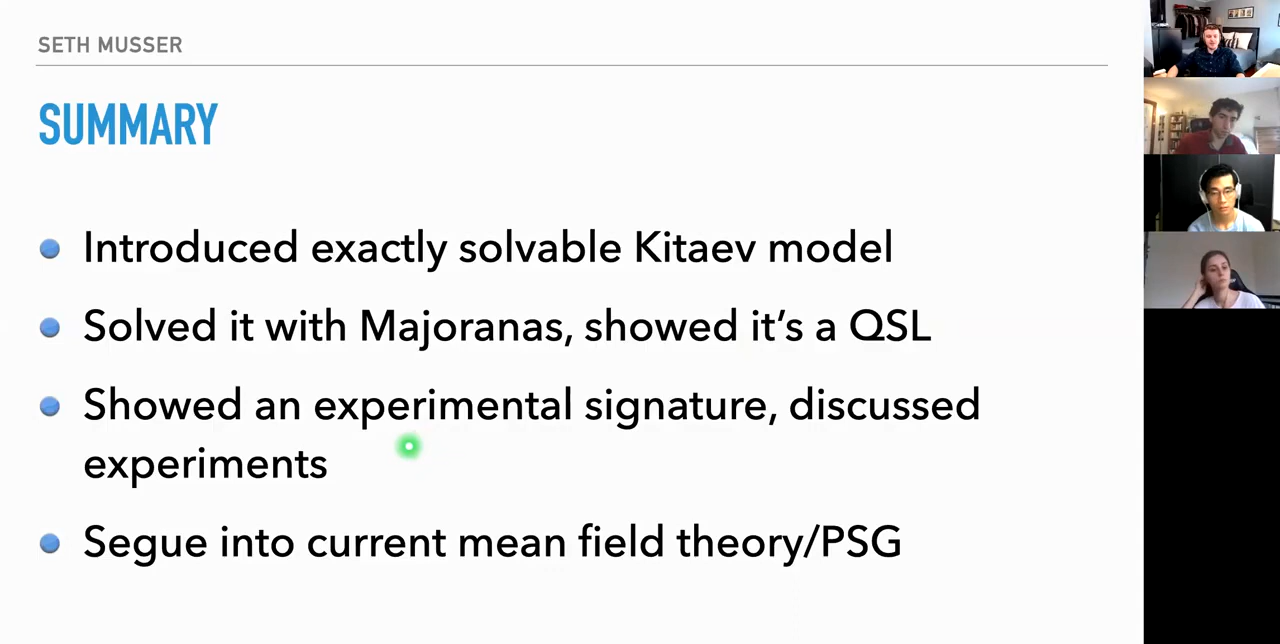 SETH MUSSER
SUMMARY
Introduced exactly solvable Kitaev model
Solved it with Majoranas, showed it’s a QSL
Showed an experimental signature, discussed
experiments
Segue into current mean field theory/PSG